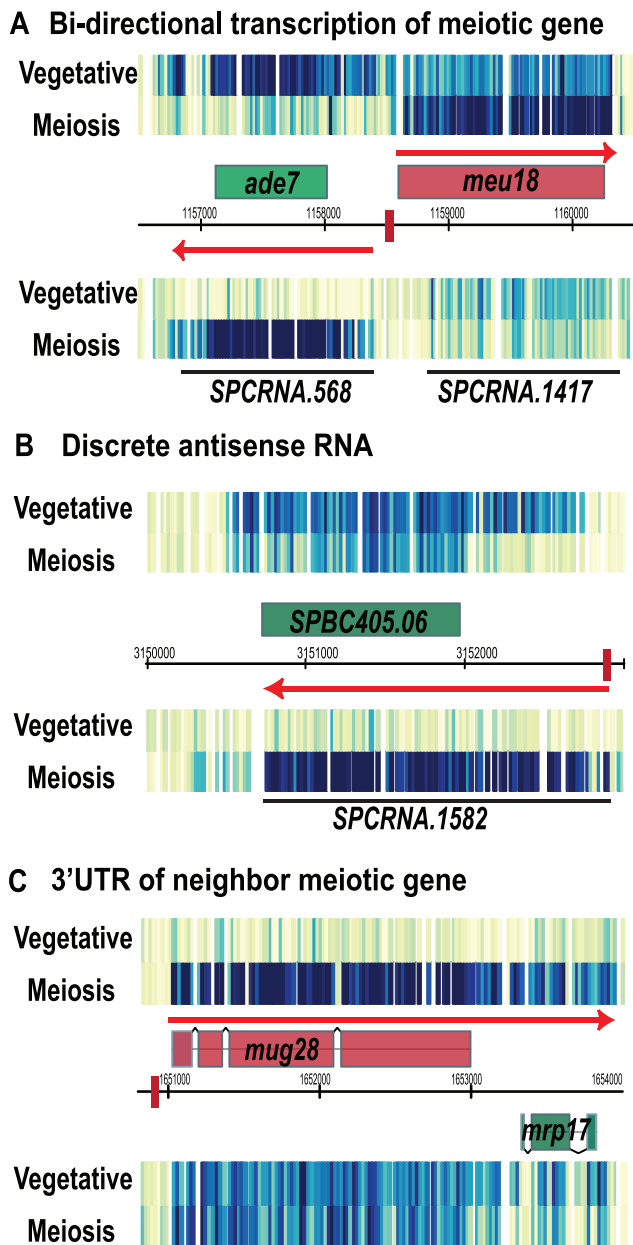 A Bi-directional transcription of meiotic gene
Vegetative
Meiosis
ade7 meu18
1157000 1158000 1159000 1160000
Vegetative
Meiosis
SPCRNA.568 SPCRNA.1417
B Discrete antisense RNA
Vegetative
Meiosis
SPBC405.06
3150000 3151000 3152000
Vegetative
Meiosis
SPCRNA.1582
C 3'UTR of neighbor meiotic gene
Vegetative
Meiosis
mug28
1651000 1652000 1653000 1654000
mrp17
Vegetative
Meiosis